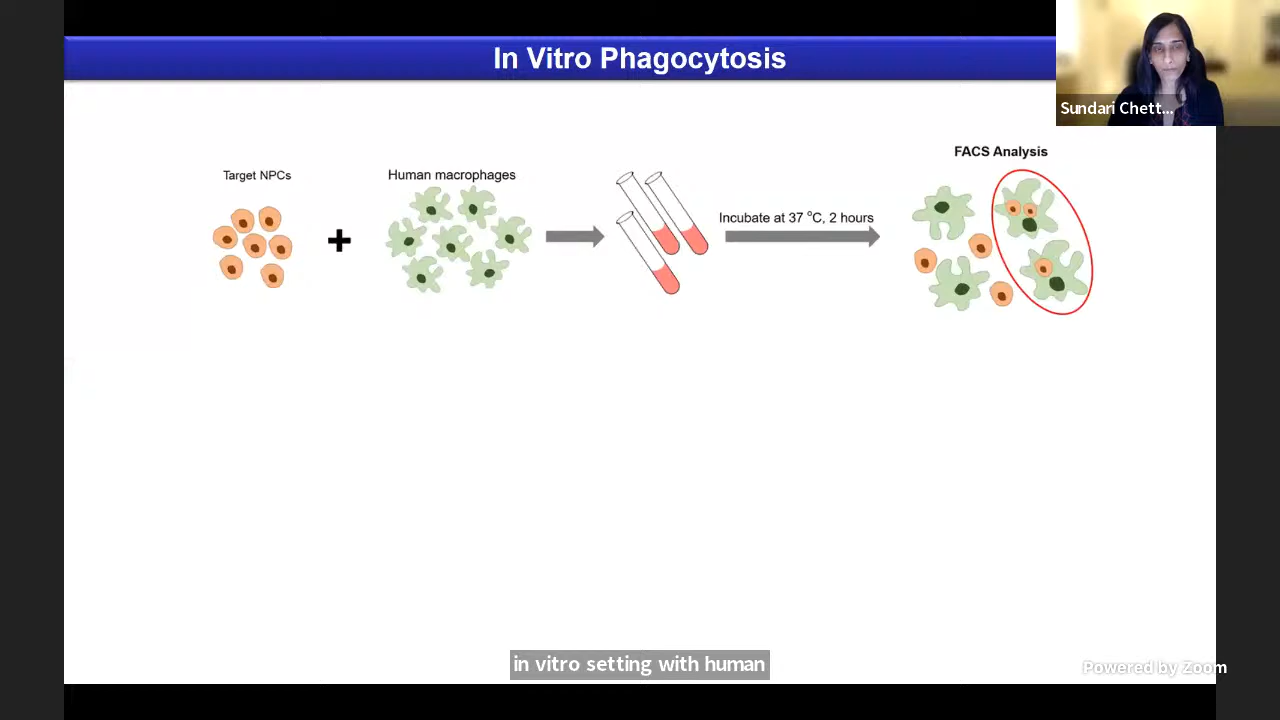 In Vitro Phagocytosis
Sundari Chett...
FACS Analysis
Target NPCs
Human macrophages
Incubate at 37 ºC, 2 hours
in vitro setting with human
Powered by Zoom